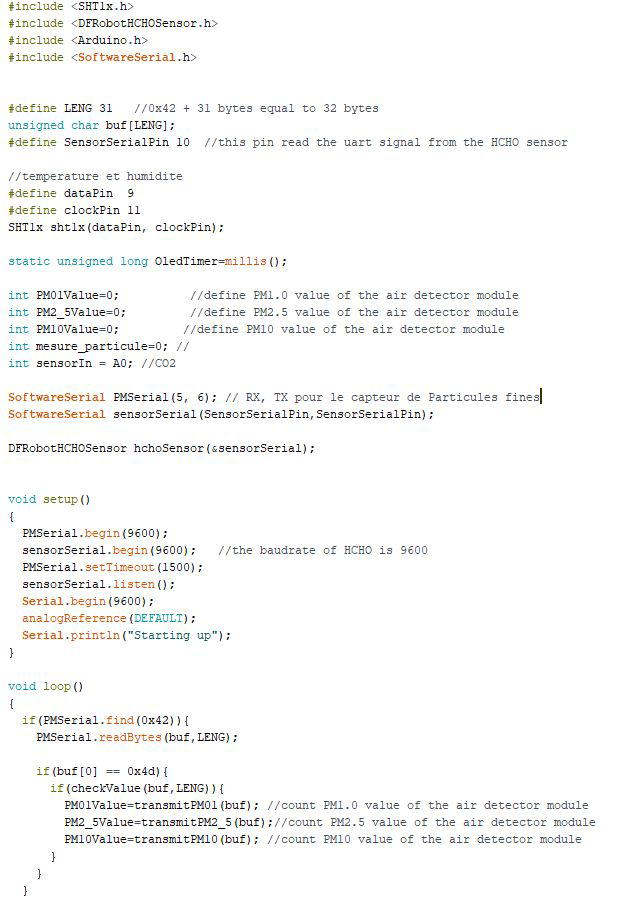 #include <SHT1x.h>
#include <DFRobotHCHOSensor.h>
#include <Arduino.h>
#include <SoftwareSerial.h>
#define LENG 31   //0x42 + 31 bytes equal to 32 bytes
unsigned char buf[LENG];
#define SensorSerialPin 10  //this pin read the uart signal from the HCHO sensor
//temperature et humidite
#define dataPin  9
#define clockPin 11
SHT1x sht1x(dataPin, clockPin);
static unsigned long OledTimer=millis();
int PM01Value=0;          //define PM1.0 value of the air detector module
int PM2_5Value=0;         //define PM2.5 value of the air detector module
int PM10Value=0;         //define PM10 value of the air detector module
int mesure_particule=0; //
int sensorIn = A0; //CO2
SoftwareSerial PMSerial(5, 6); // RX, TX pour le capteur de Particules fines
SoftwareSerial sensorSerial(SensorSerialPin,SensorSerialPin);
DFRobotHCHOSensor hchoSensor(&sensorSerial);
void setup()
{
  PMSerial.begin(9600);
  sensorSerial.begin(9600);   //the baudrate of HCHO is 9600
  PMSerial.setTimeout(1500);
  sensorSerial.listen();
  Serial.begin(9600);
  analogReference(DEFAULT);
  Serial.println("Starting up");
}
void loop()
{
  if(PMSerial.find(0x42)){
    PMSerial.readBytes(buf,LENG);
    if(buf[0] == 0x4d){
      if(checkValue(buf,LENG)){
        PM01Value=transmitPM01(buf); //count PM1.0 value of the air detector module
        PM2_5Value=transmitPM2_5(buf);//count PM2.5 value of the air detector module
        PM10Value=transmitPM10(buf); //count PM10 value of the air detector module
      }
    }
  }